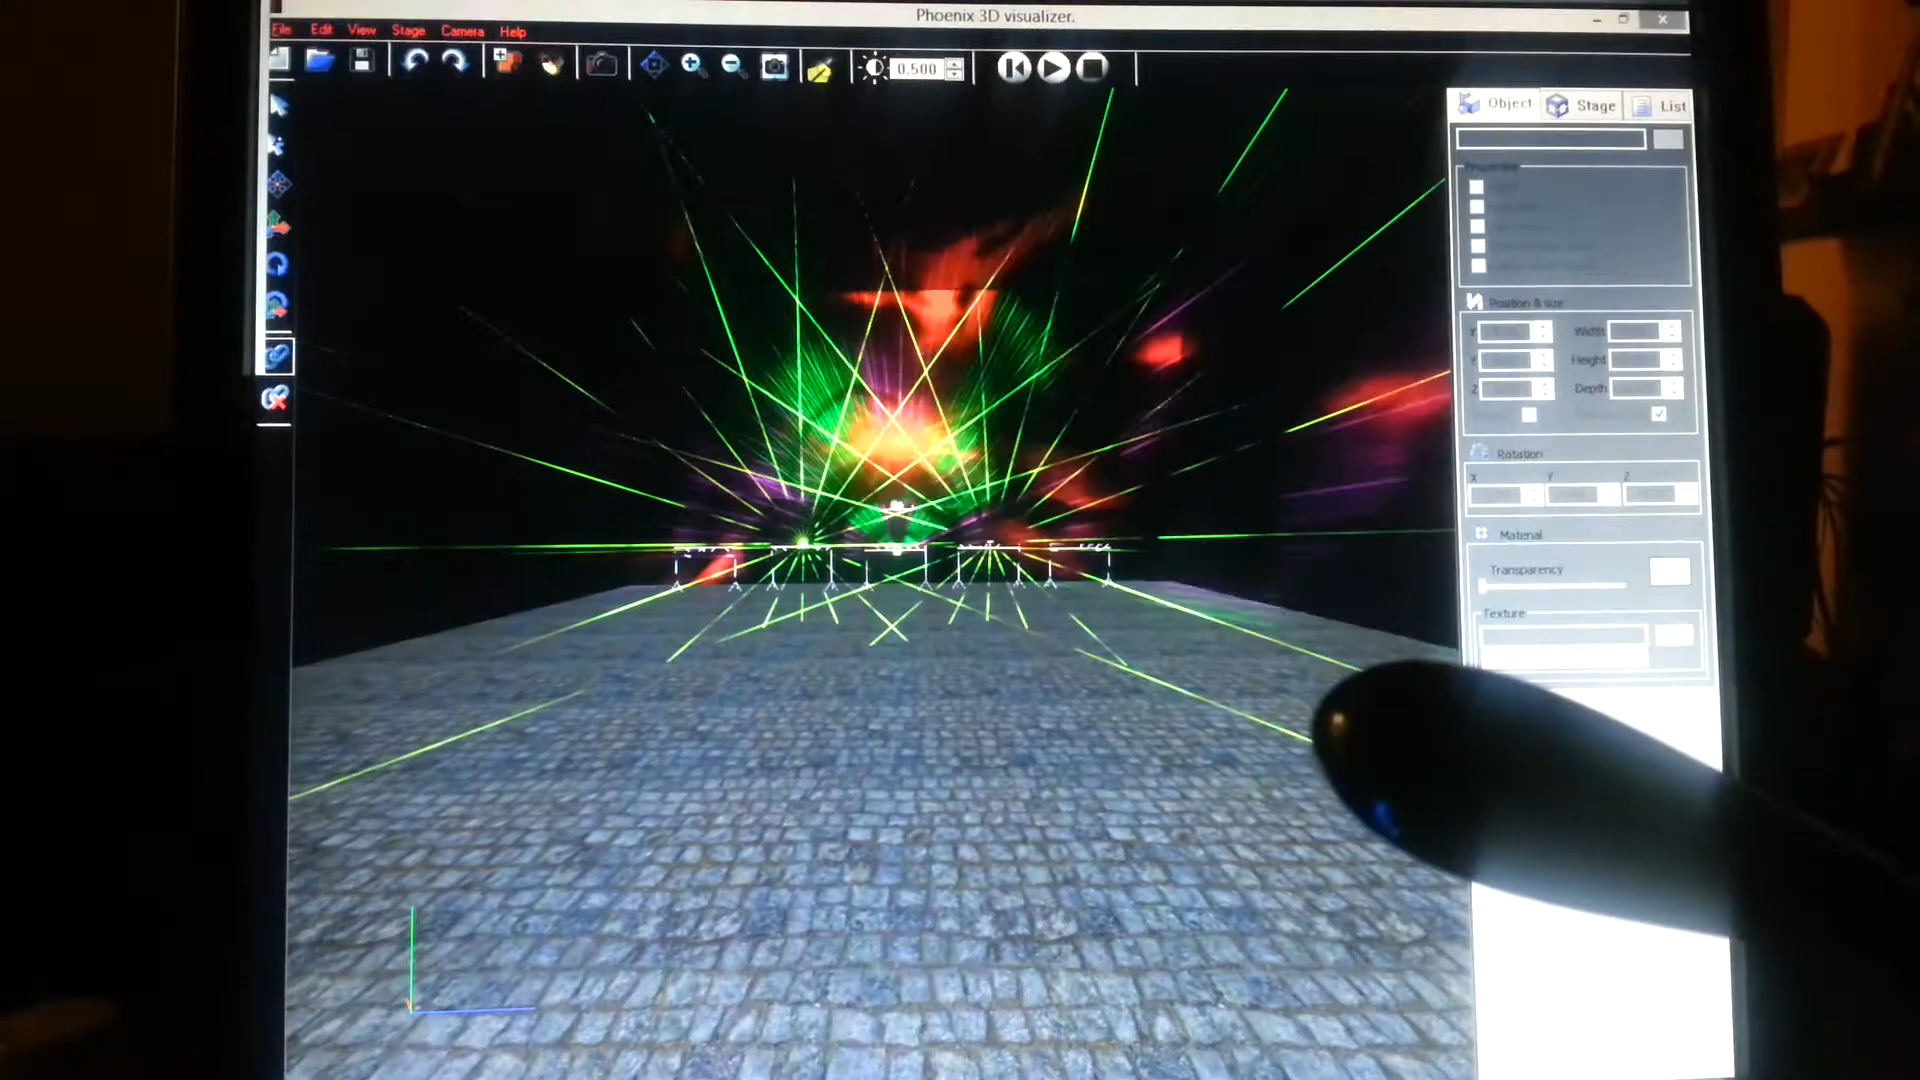 Phoenix 3D visualizer.
File Edit View Stage Camera Help
0.500
Object Stage List
Position & size
Width
Y Height
Z Depth
Rotation
X Y Z
Material
Transparency
Texture